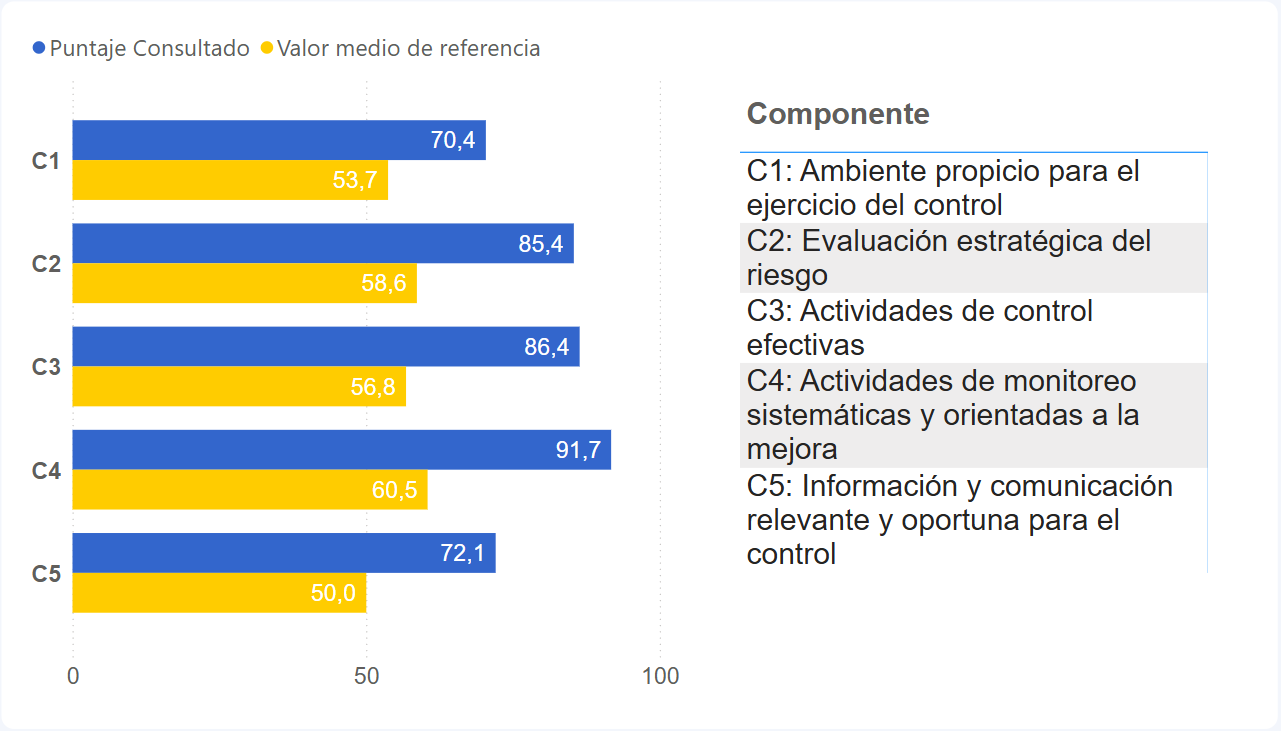 Puntaje Consultado Valor medio de referencia
C1
70,4
53,7
C2
85,4
58,6
C3
86,4
56,8
C4
91,7
60,5
C5
72,1
50,0
0 50 100
Componente
C1: Ambiente propicio para el
ejercicio del control
C2: Evaluación estratégica del
riesgo
C3: Actividades de control
efectivas
C4: Actividades de monitoreo
sistemáticas y orientadas a la
mejora
C5: Información y comunicación
relevante y oportuna para el
control